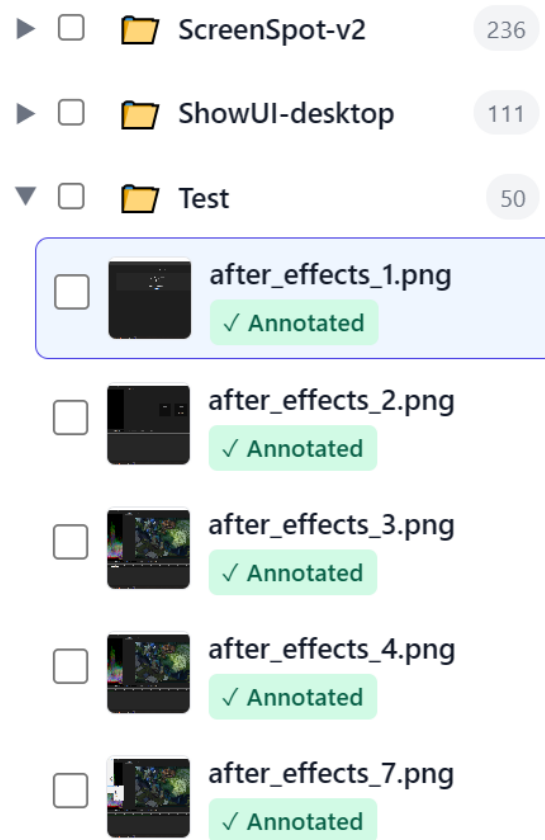 ScreenSpot-v2 236
ShowUI-desktop 111
Test 50
after_effects_1.png
✓ Annotated
after_effects_2.png
✓ Annotated
after_effects_3.png
✓ Annotated
after_effects_4.png
✓ Annotated
after_effects_7.png
✓ Annotated